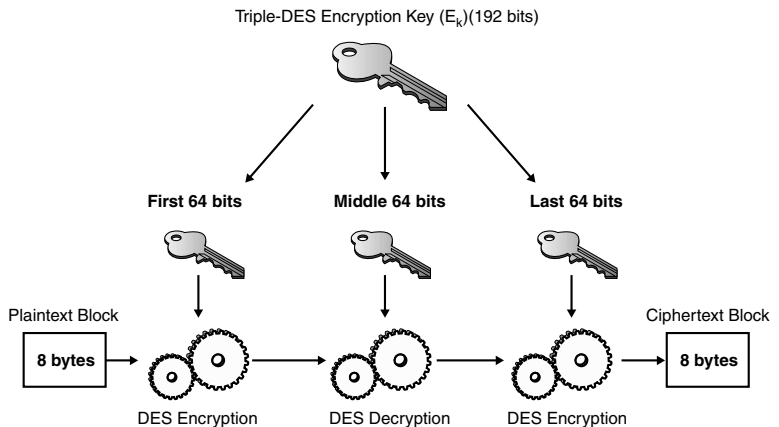 Triple-DES Encryption Key (Ek)(192 bits)
First 64 bits
Middle 64 bits
Last 64 bits
Plaintext Block
Ciphertext Block
8 bytes
8 bytes
DES Encryption
DES Decryption
DES Encryption